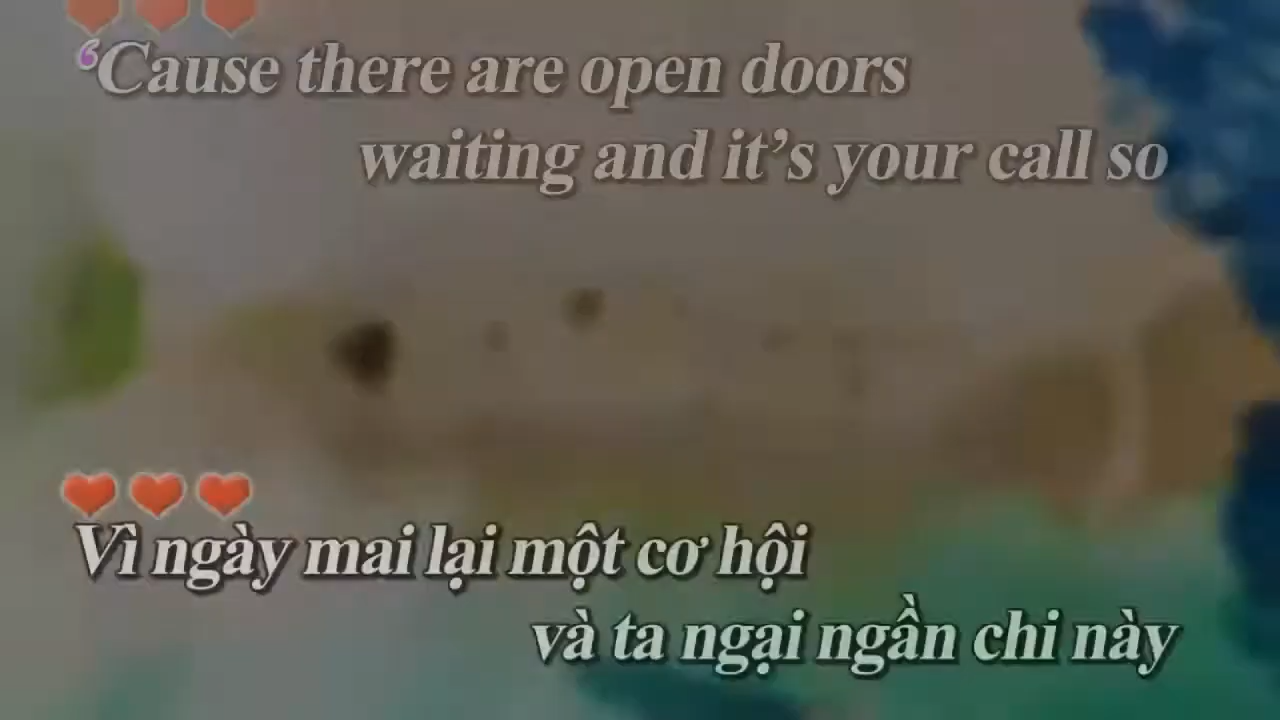 ‘Cause there are open doors
waiting and it’s your call so
Vì ngày mai lại một cơ hội
và ta ngại ngần chi này